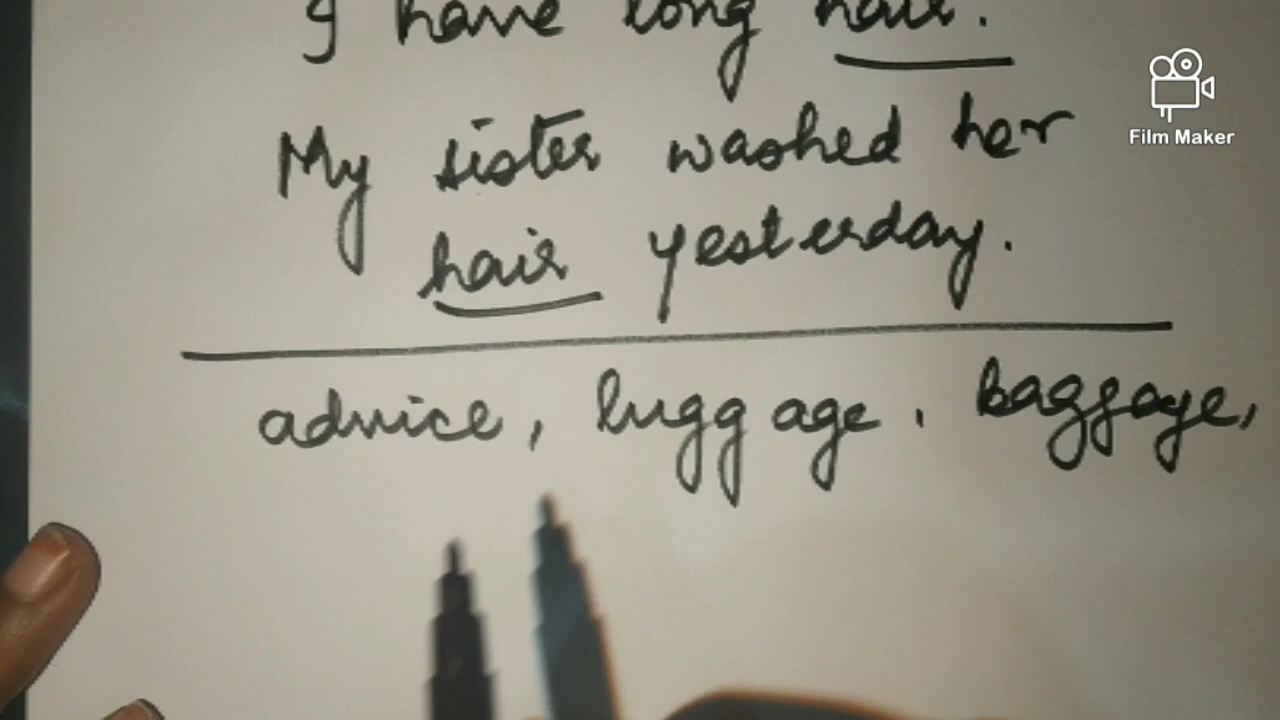 I have long hair.
My sister washed her
hair yesterday.
advice, luggage, baggage,
Film Maker